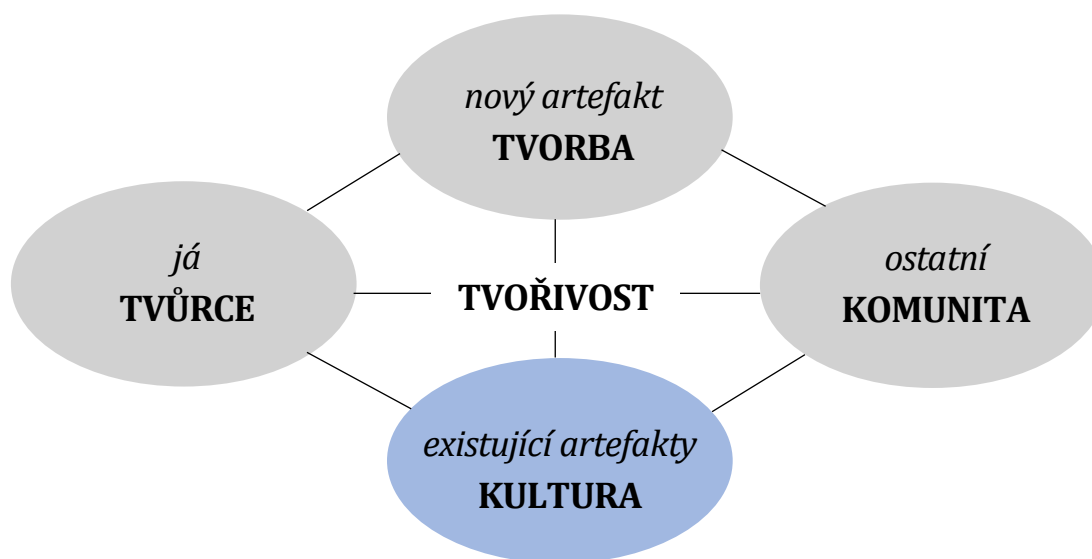 nový artefakt
TVORBA
já
TVŮRCE
TVOŘIVOST
ostatní
KOMUNITA
existující artefakty
KULTURA